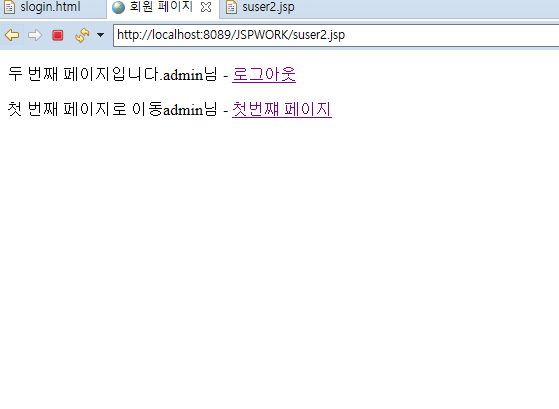 slogin.html 회원 페이지 suser2.jsp
http://localhost:8089/JSPWORK/suser2.jsp
두 번째 페이지입니다.admin님 - 로그아웃
첫 번째 페이지로 이동admin님 - 첫번쨰 페이지